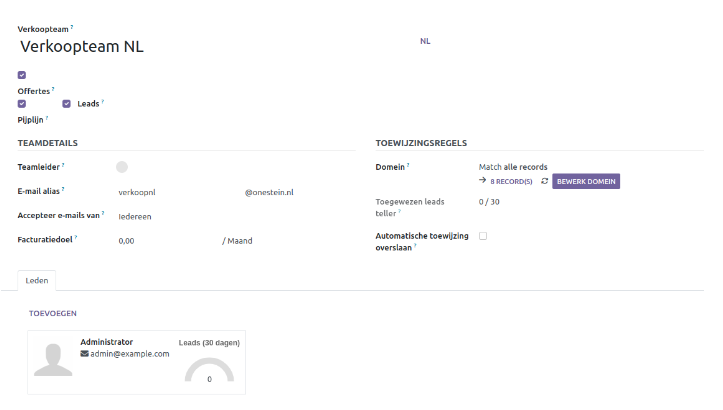 Verkoopteam ?
Verkoopteam NL
NL
Offertes ?
Leads ?
Pijplijn ?
TEAMDETAILS
Teamleider ?
E-mail alias ?
verkoopnl @onestein.nl
Accepteer e-mails van ?
Iedereen
Facturatiedoel ?
0,00 / Maand
TOEWIJZINGSREGELS
Domein ?
Match alle records
→ 8 RECORD(S) BEWERK DOMEIN
Toegewezen leads
teller ?
0 / 30
Automatische toewijzing
overslaan ?
Leden
TOEVOEGEN
Administrator
admin@example.com
Leads (30 dagen)
0